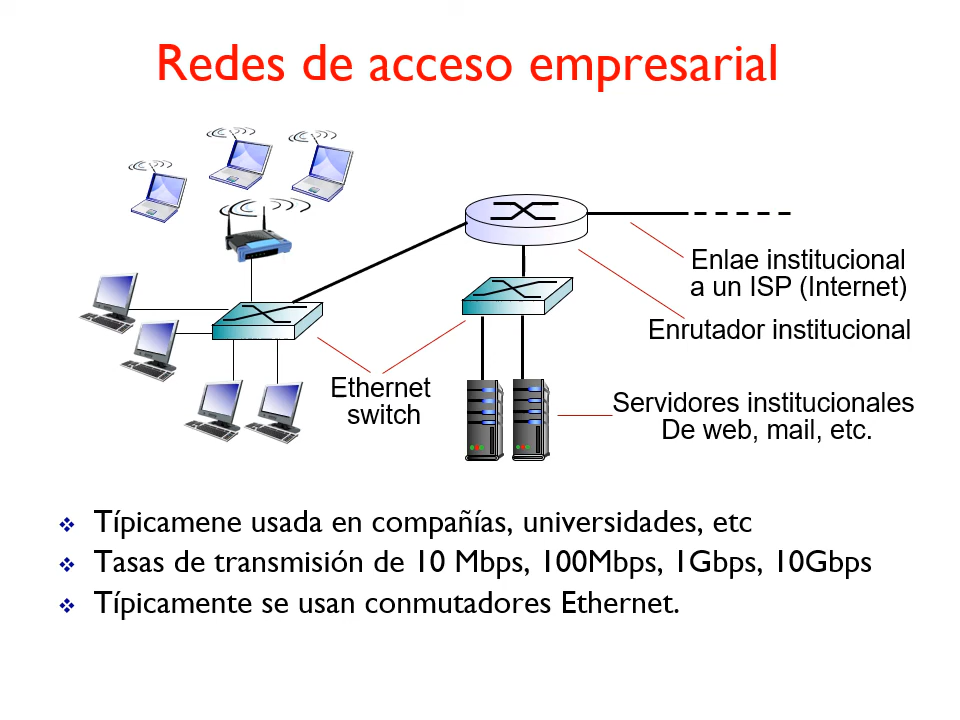 Redes de acceso empresarial
Enlae institucional
a un ISP (Internet)
Enrutador institucional
Ethernet
switch
Servidores institucionales
De web, mail, etc.
Típicamene usada en compañías, universidades, etc
Tasas de transmisión de 10 Mbps, 100Mbps, 1Gbps, 10Gbps
Típicamente se usan conmutadores Ethernet.